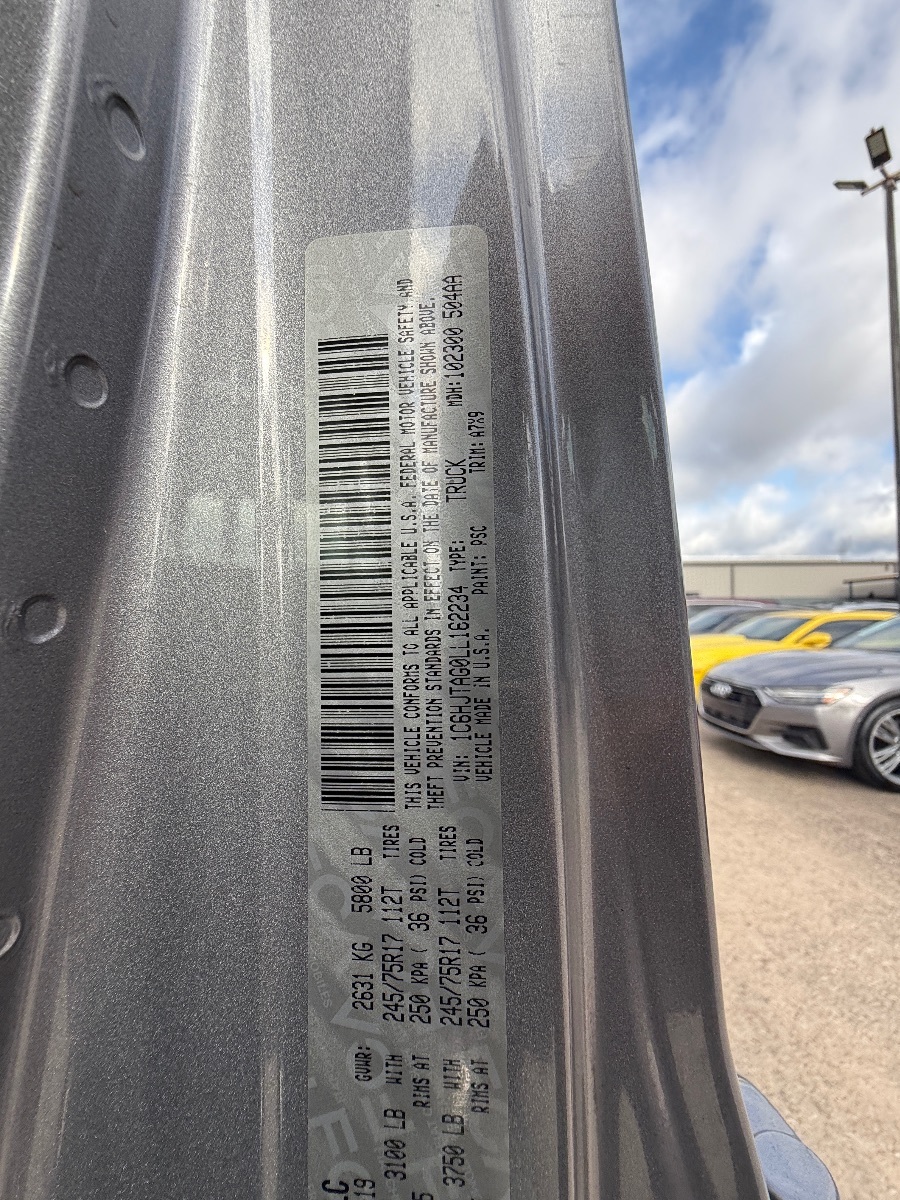 LC
19 GVWR: 2631 KG 5800 LB
3100 LB WITH 245/75R17 112T TIRES
RIMS AT 250 KPA ( 36 PSI) COLD
3750 LB WITH 245/75R17 112T TIRES
RIMS AT 250 KPA ( 36 PSI) COLD
THIS VEHICLE CONFORMS TO ALL APPLICABLE U.S.A. FEDERAL MOTOR VEHICLE SAFETY AND
THEFT PREVENTION STANDARDS IN EFFECT ON THE DATE OF MANUFACTURE SHOWN ABOVE.
VIN: 1C6HJTAG0LL162234 TYPE: TRUCK MDH:102300 504AA
VEHICLE MADE IN U.S.A. PAINT: PSC TRIM: A7X9